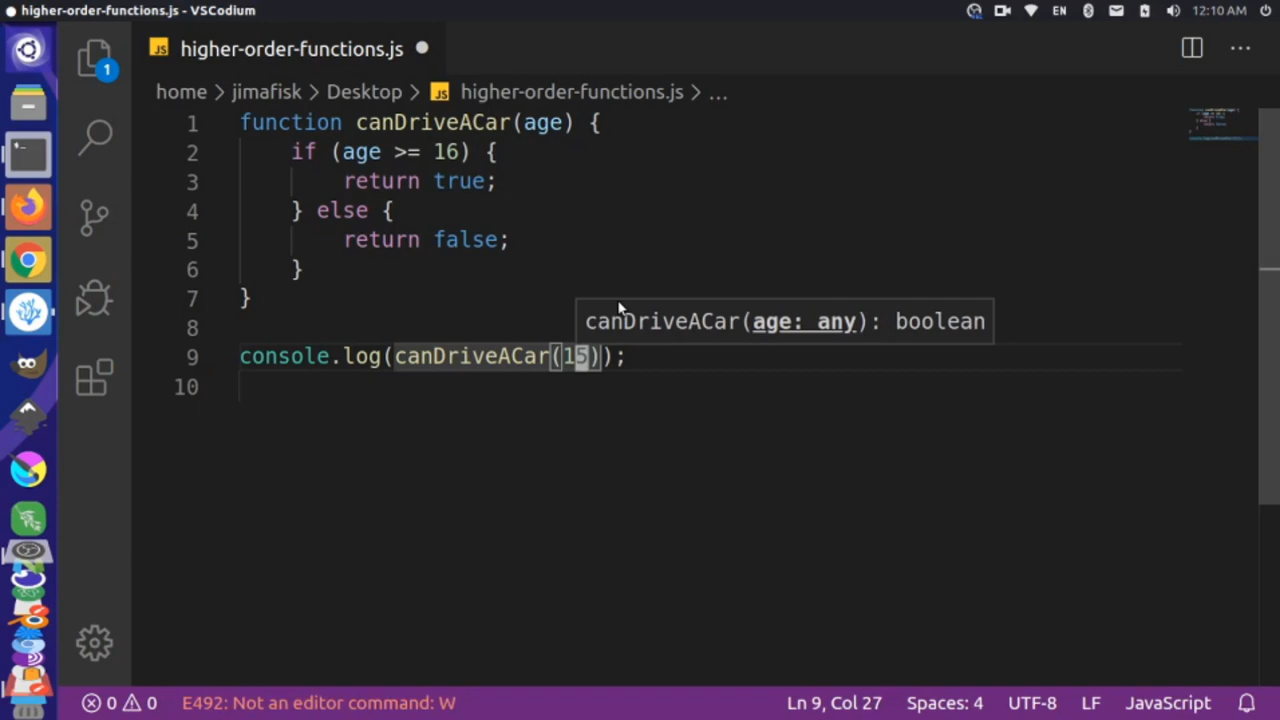 higher-order-functions.js - VSCodium
EN
12:10 AM
1
JS higher-order-functions.js
home > jimafisk > Desktop > JS higher-order-functions.js > ...
1 function canDriveACar(age) {
2 if (age >= 16) {
3 return true;
4 } else {
5 return false;
6 }
7 }
8
canDriveACar(age: any): boolean
9 console.log(canDriveACar(15));
10
0 0 E492: Not an editor command: W Ln 9, Col 27 Spaces: 4 UTF-8 LF JavaScript